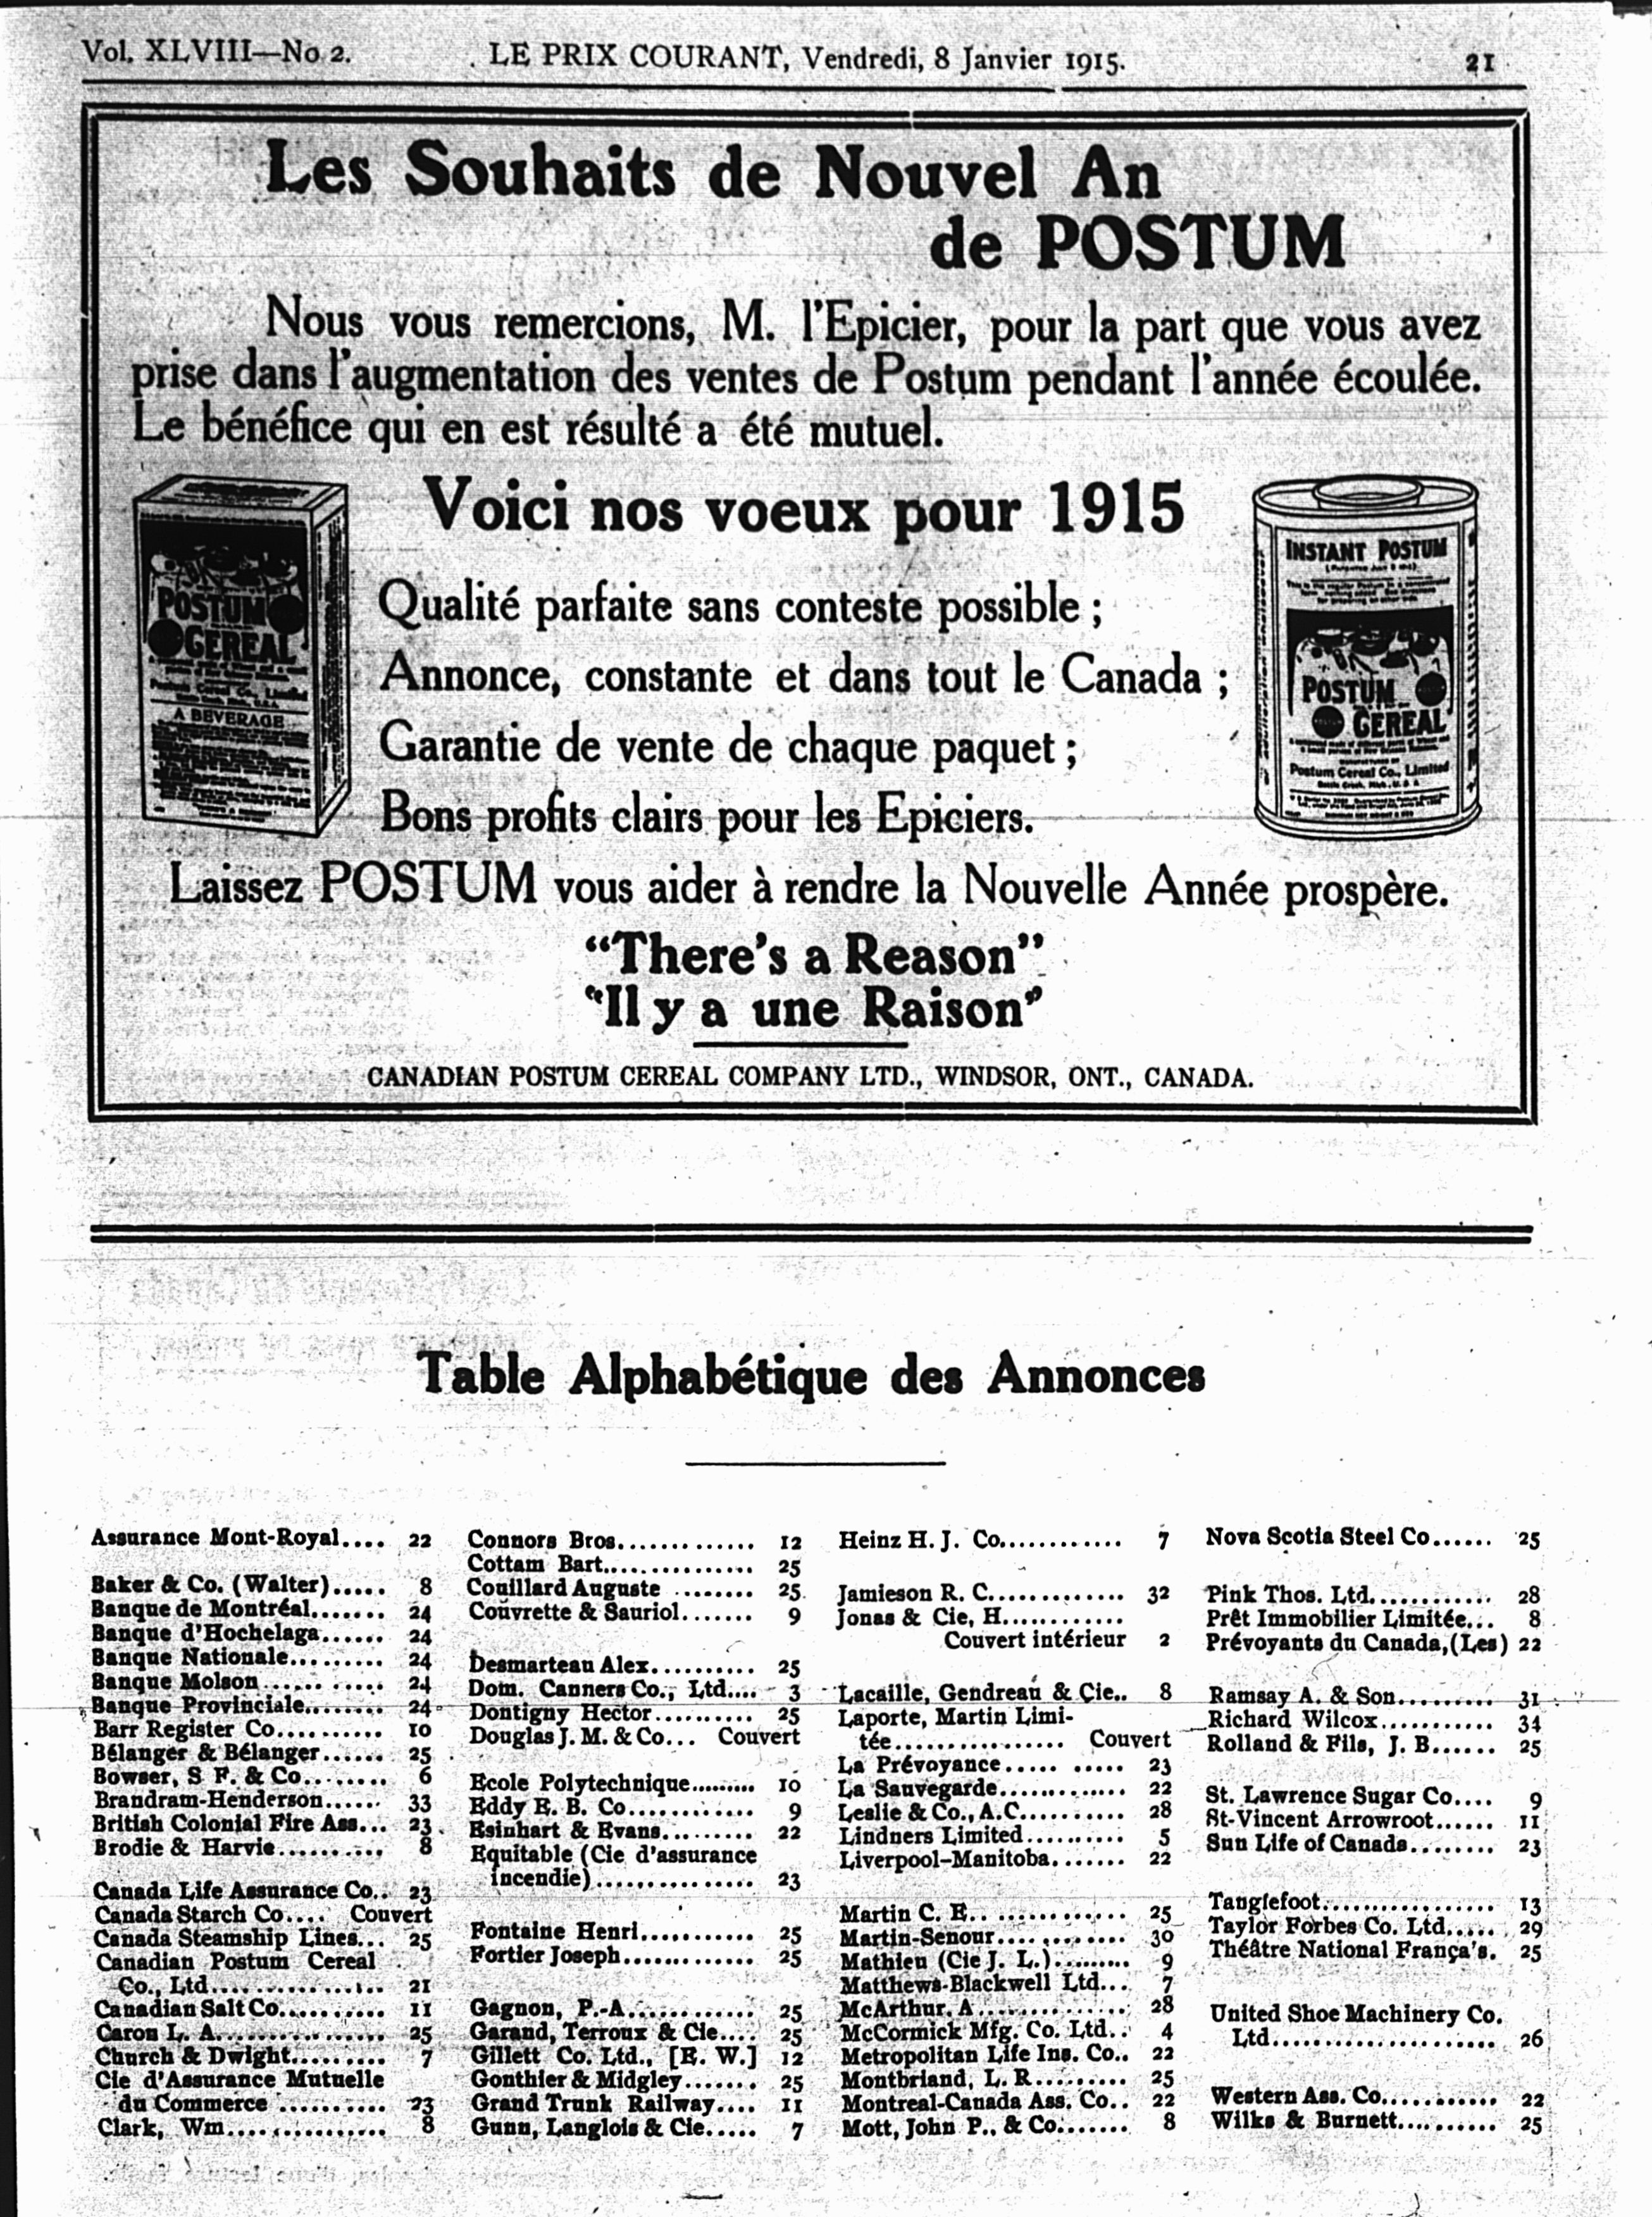 Vol. XLVIII—No 2.
LE PRIX COURANT, Vendredi, 8 Janvier 1915.
21
Les Souhaits de Nouvel An
de POSTUM
Nous vous remercions, M. l'Epicier, pour la part que vous avez
prise dans l'augmentation des ventes de Postum pendant l'année écoulée.
Le bénéfice qui en est résulté a été mutuel.
Voici nos voeux pour 1915
Qualité parfaite sans conteste possible ;
Annonce, constante et dans tout le Canada ;
Garantie de vente de chaque paquet ;
Bons profits clairs pour les Epiciers.
POSTUM
CEREAL
A BEVERAGE
INSTANT POSTUM
POSTUM
CEREAL
Postum Cereal Co., Limited
Laissez POSTUM vous aider à rendre la Nouvelle Année prospère.
"There's a Reason"
"Il y a une Raison"
CANADIAN POSTUM CEREAL COMPANY LTD., WINDSOR, ONT., CANADA.
Table Alphabétique des Annonces
Assurance Mont-Royal.... 22
Baker & Co. (Walter)..... 8
Banque de Montréal....... 24
Banque d'Hochelaga...... 24
Banque Nationale......... 24
Banque Molson........... 24
Banque Provinciale........ 24
Barr Register Co.......... 10
Bélanger & Bélanger...... 25
Bowser, S F. & Co......... 6
Brandram-Henderson...... 33
British Colonial Fire Ass... 23
Brodie & Harvie.......... 8
Canada Life Assurance Co.. 23
Canada Starch Co.... Couvert
Canada Steamship Lines... 25
Canadian Postum Cereal
Co., Ltd................ 21
Canadian Salt Co.......... 11
Caron L. A............... 25
Church & Dwight......... 7
Cie d'Assurance Mutuelle
du Commerce .......... 23
Clark, Wm............... 8
Connors Bros............. 12
Cottam Bart.............. 25
Couillard Auguste ........ 25
Couvrette & Sauriol....... 9
Desmarteau Alex.......... 25
Dom. Canners Co., Ltd.... 3
Dontigny Hector.......... 25
Douglas J. M. & Co... Couvert
Ecole Polytechnique......... 10
Eddy E. B. Co............ 9
Esinhart & Evans......... 22
Equitable (Cie d'assurance
incendie)............... 23
Fontaine Henri........... 25
Fortier Joseph............. 25
Gagnon, P.-A............. 25
Garand, Terroux & Cie.... 25
Gillett Co. Ltd., [E. W.] 12
Gonthier & Midgley....... 25
Grand Trunk Railway.... 11
Gunn, Langlois & Cie..... 7
Heinz H. J. Co............ 7
Jamieson R. C............. 32
Jonas & Cie, H............
Couvert intérieur 2
Lacaille, Gendreau & Cie.. 8
Laporte, Martin Limi-
tée................ Couvert
La Prévoyance..... ..... 23
La Sauvegarde............ 22
Leslie & Co., A.C.......... 28
Lindners Limited.......... 5
Liverpool-Manitoba....... 22
Martin C. E.. ............ 25
Martin-Senour............ 30
Mathieu (Cie J. L.)......... 9
Matthews-Blackwell Ltd... 7
McArthur, A.............. 28
McCormick Mfg. Co. Ltd.. 4
Metropolitan Life Ins. Co.. 22
Montbriand, L. R......... 25
Montreal-Canada Ass. Co.. 22
Mott, John P., & Co....... 8
Nova Scotia Steel Co...... 25
Pink Thos. Ltd............ 28
Prêt Immobilier Limitée... 8
Prévoyants du Canada,(Les) 22
Ramsay A. & Son......... 31
Richard Wilcox........... 34
Rolland & Fils, J. B...... 25
St. Lawrence Sugar Co.... 9
St-Vincent Arrowroot...... 11
Sun Life of Canada........ 23
Tanglefoot................ 13
Taylor Forbes Co. Ltd..... 29
Théâtre National França's. 25
United Shoe Machinery Co.
Ltd..................... 26
Western Ass. Co........... 22
Wilks & Burnett.......... 25